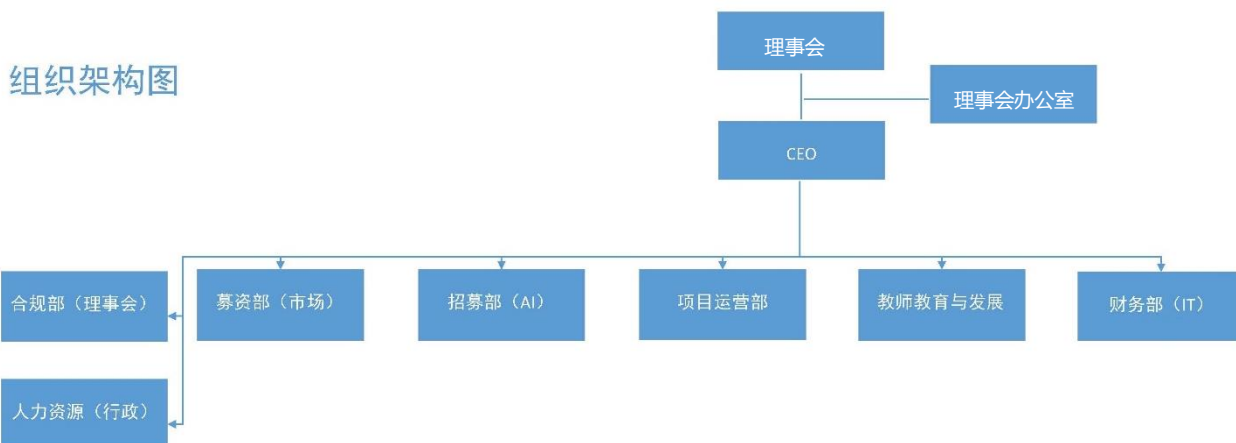 理事会
组织架构图
理事会办公室
CEO
合规部（理事会）
募资部（市场）
招募部（AI）
项目运营部
教师教育与发展
财务部（IT）
人力资源（行政）